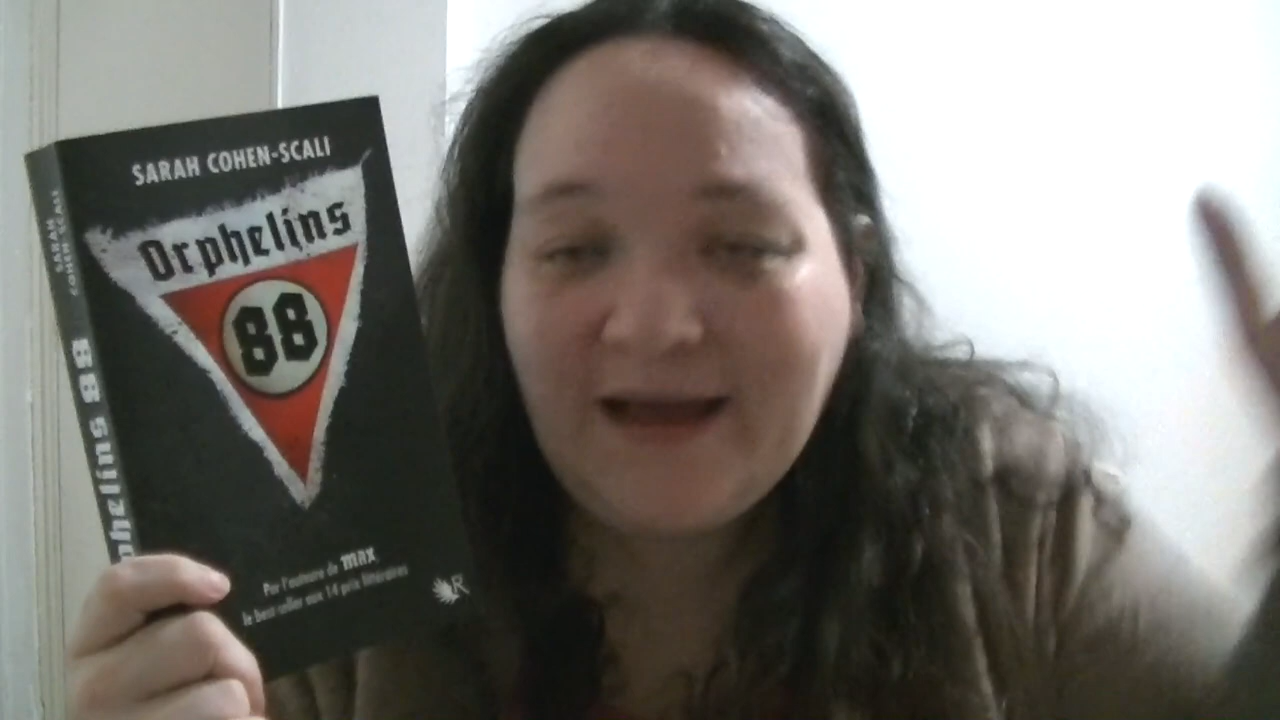 SARAH COHEN-SCALI
Orphelins
88
Par l'auteure de MAX,
le best-seller aux 14 prix littéraires
R
SARAH
COHEN-SCALI
phelins 88